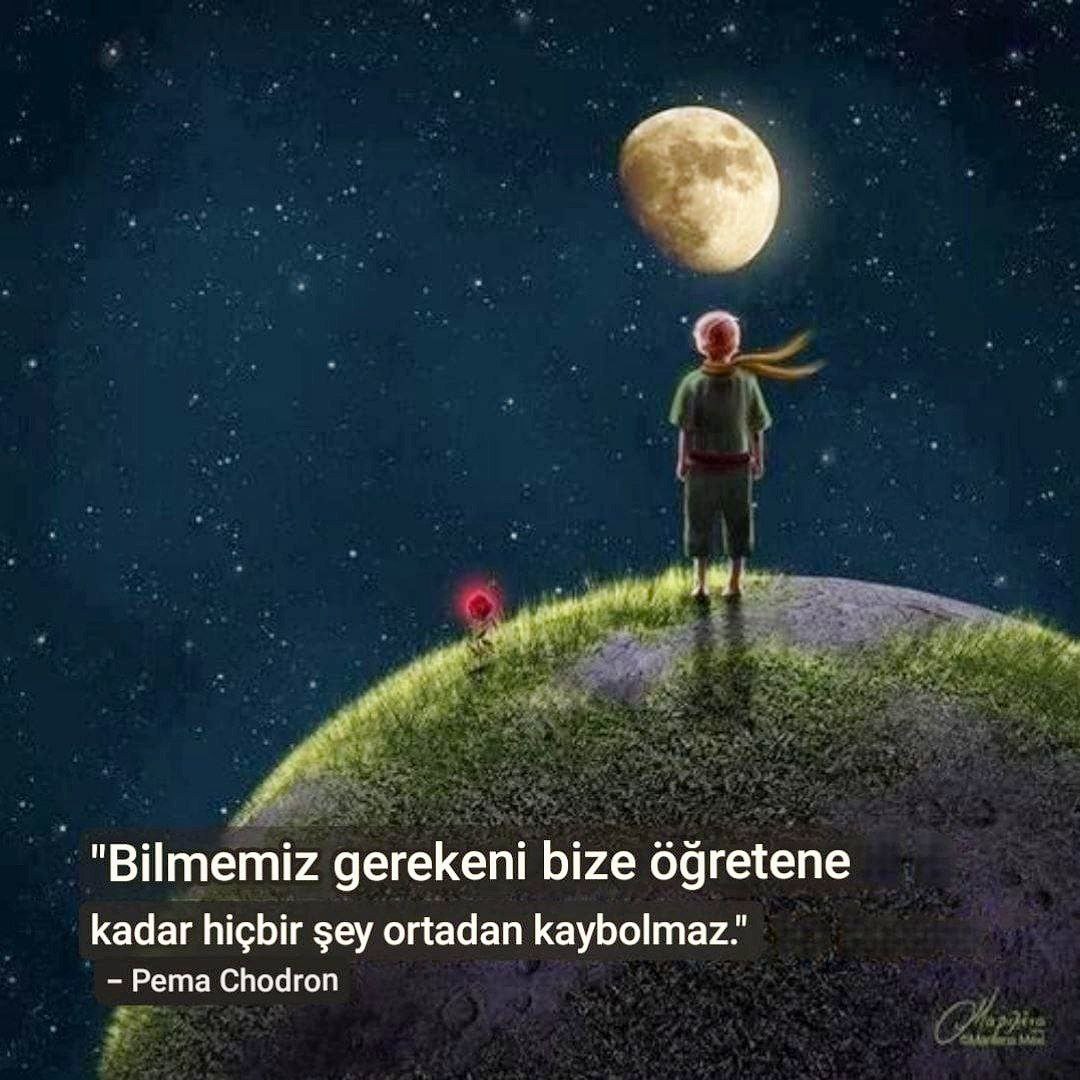 "Bilmemiz gerekeni bize öğretene
kadar hiçbir şey ortadan kaybolmaz."
– Pema Chodron